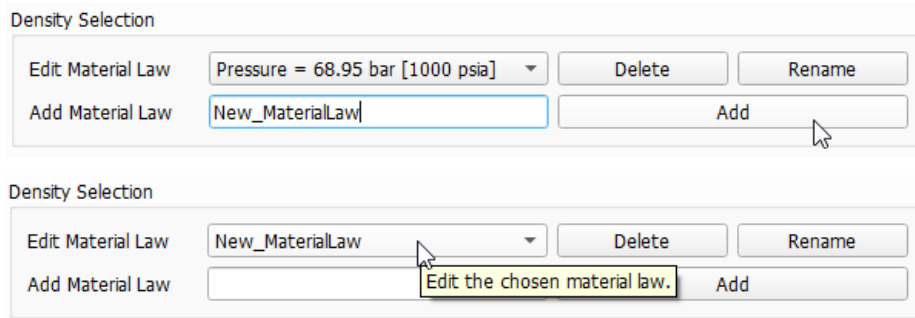 Density Selection
Edit Material Law Pressure = 68.95 bar [1000 psia] Delete Rename
Add Material Law New_MaterialLaw Add
Density Selection
Edit Material Law New_MaterialLaw Delete Rename
Add Material Law Edit the chosen material law. Add